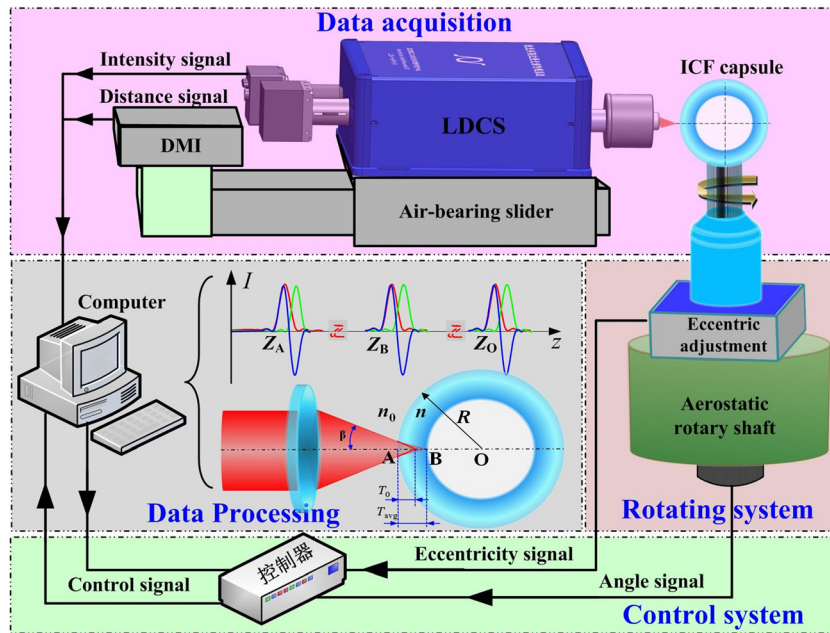 Data acquisition
Intensity signal
Distance signal
DMI
LDCS
ICF capsule
Air-bearing slider
Computer
I
Z_A
Z_B
Z_O
z
n_0
n
R
β
A
B
O
T_0
T_avg
Data Processing
Eccentric
adjustment
Aerostatic
rotary shaft
Rotating system
控制器
Control signal
Eccentricity signal
Angle signal
Control system